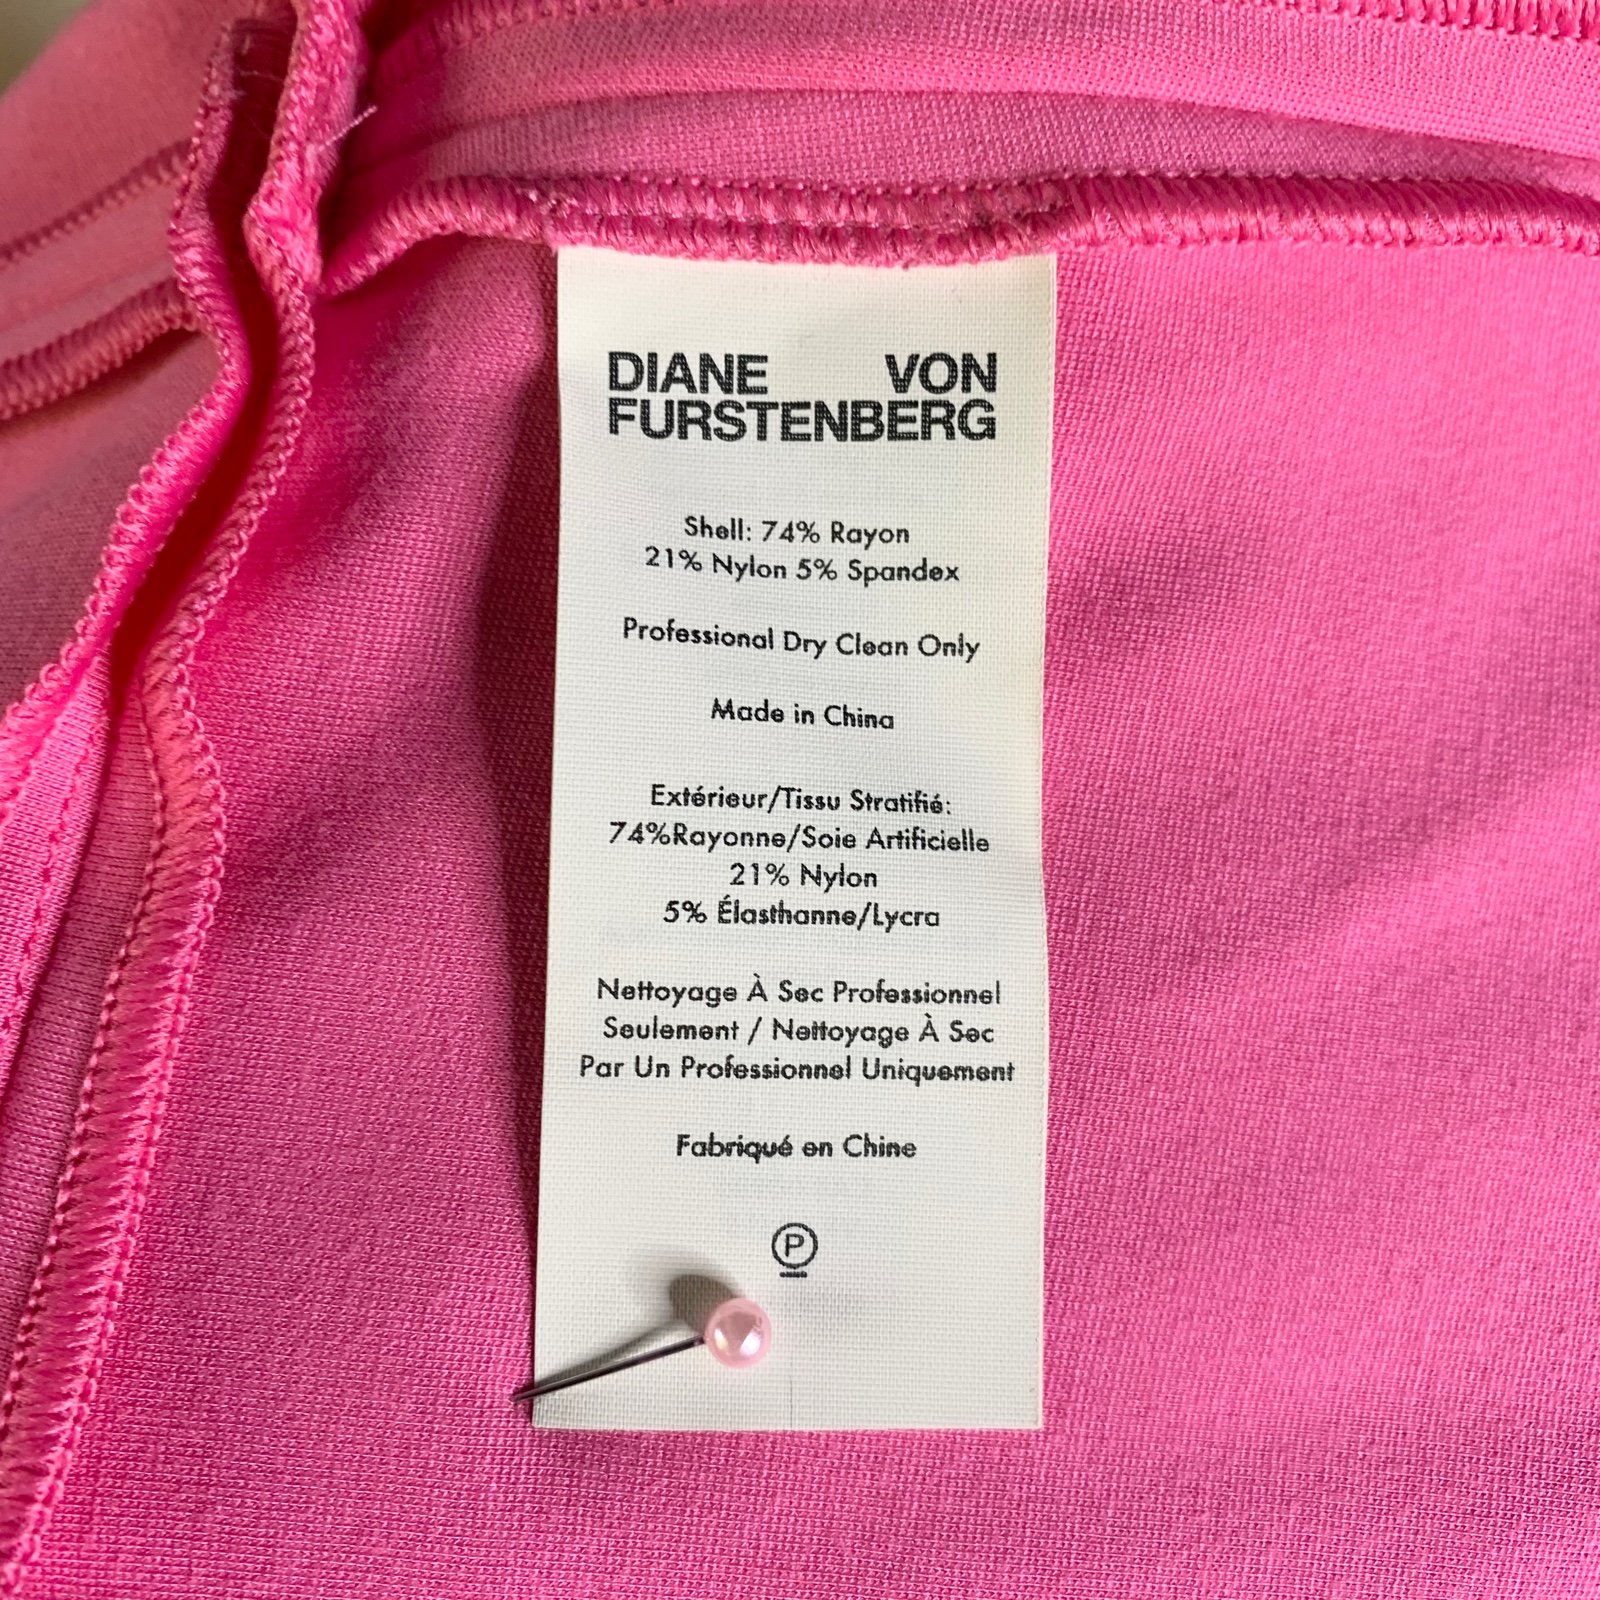 DIANE VON
FURSTENBERG
Shell: 74% Rayon
21% Nylon 5% Spandex
Professional Dry Clean Only
Made in China
Extérieur/Tissu Stratifié:
74%Rayonne/Soie Artificielle
21% Nylon
5% Élasthanne/Lycra
Nettoyage À Sec Professionnel
Seulement / Nettoyage À Sec
Par Un Professionnel Uniquement
Fabriqué en Chine
P